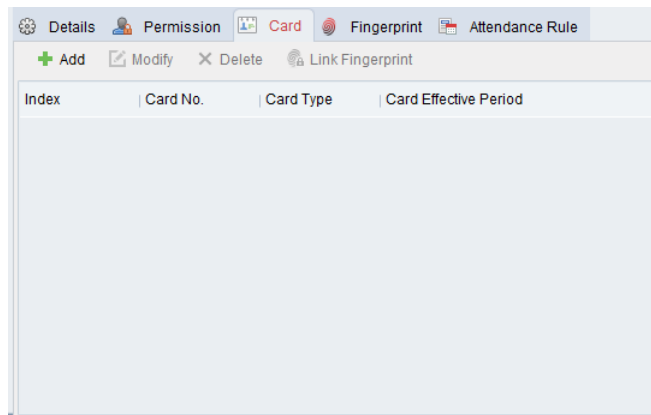 Details Permission Card Fingerprint Attendance Rule
Add Modify Delete Link Fingerprint
Index Card No. Card Type Card Effective Period